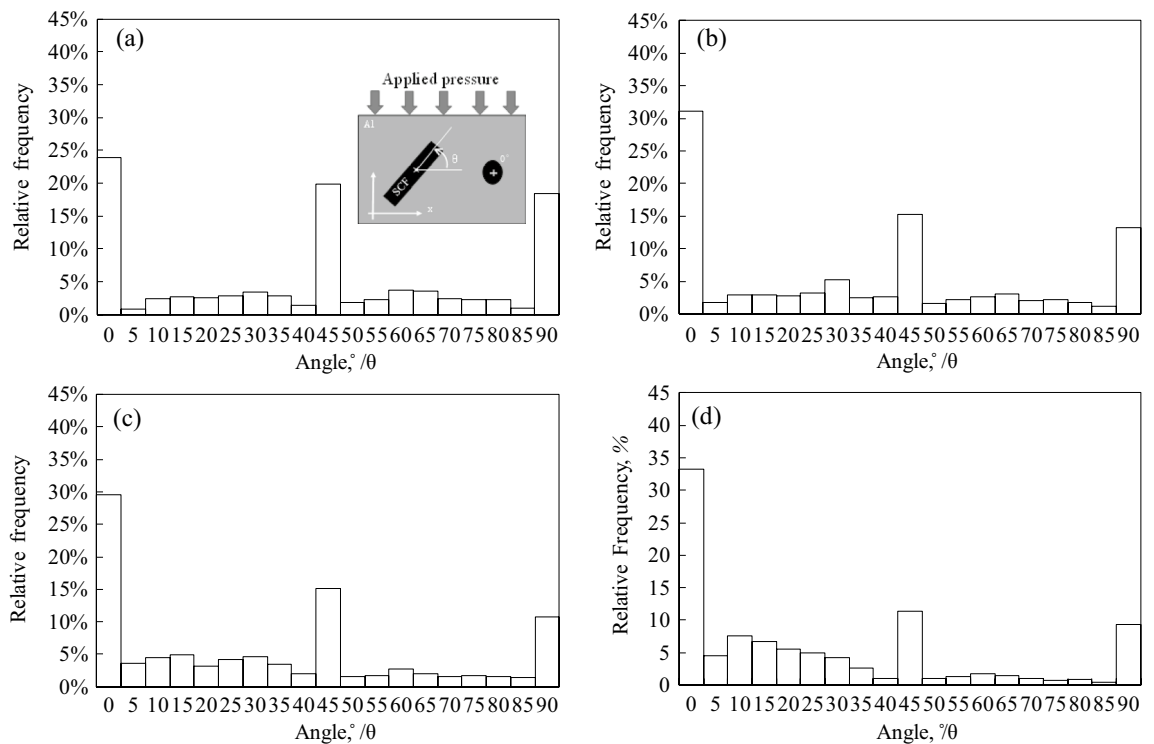 (a)
45%
40%
35%
30%
25%
20%
15%
10%
5%
0%
Relative frequency
Applied pressure
Al
SCF
θ
0°
x
0 5 10 15 20 25 30 35 40 45 50 55 60 65 70 75 80 85 90
Angle,° /θ
(b)
45%
40%
35%
30%
25%
20%
15%
10%
5%
0%
Relative frequency
0 5 10 15 20 25 30 35 40 45 50 55 60 65 70 75 80 85 90
Angle,° /θ
(c)
45%
40%
35%
30%
25%
20%
15%
10%
5%
0%
Relative frequency
0 5 10 15 20 25 30 35 40 45 50 55 60 65 70 75 80 85 90
Angle,° /θ
(d)
45
40
35
30
25
20
15
10
5
0
Relative Frequency, %
0 5 10 15 20 25 30 35 40 45 50 55 60 65 70 75 80 85 90
Angle, °/θ